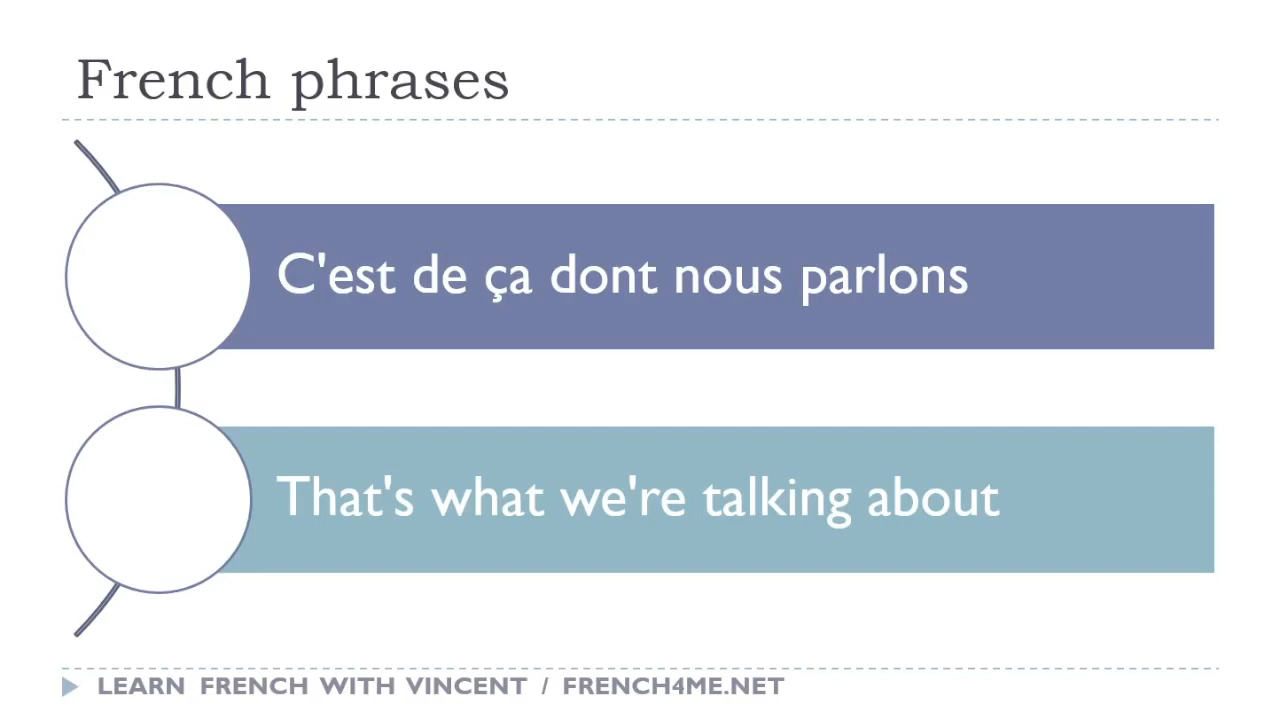 French phrases
C'est de ça dont nous parlons
That's what we're talking about
LEARN FRENCH WITH VINCENT / FRENCH4ME.NET